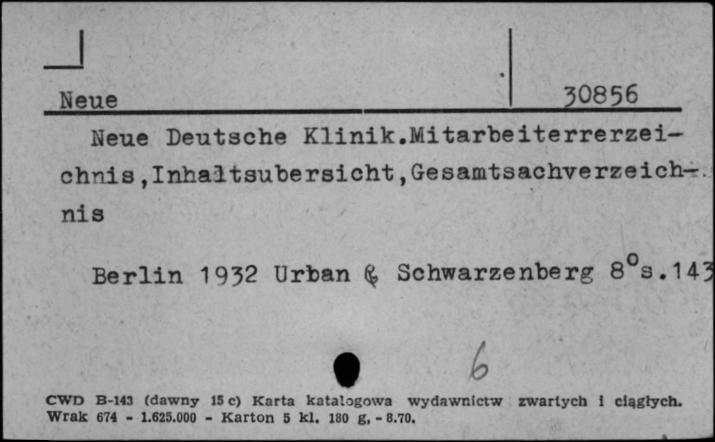 Neue 30856
Neue Deutsche Klinik.Mitarbeiterrerzei-
chnis,Inhaltsubersicht,Gesamtsachverzeich-
nis
Berlin 1932 Urban & Schwarzenberg 8°s.143
6
CWD B-143 (dawny 15 c) Karta katalogowa wydawnictw zwartych i ciągłych.
Wrak 674 - 1.625.000 - Karton 5 kl. 180 g, - 8.70.